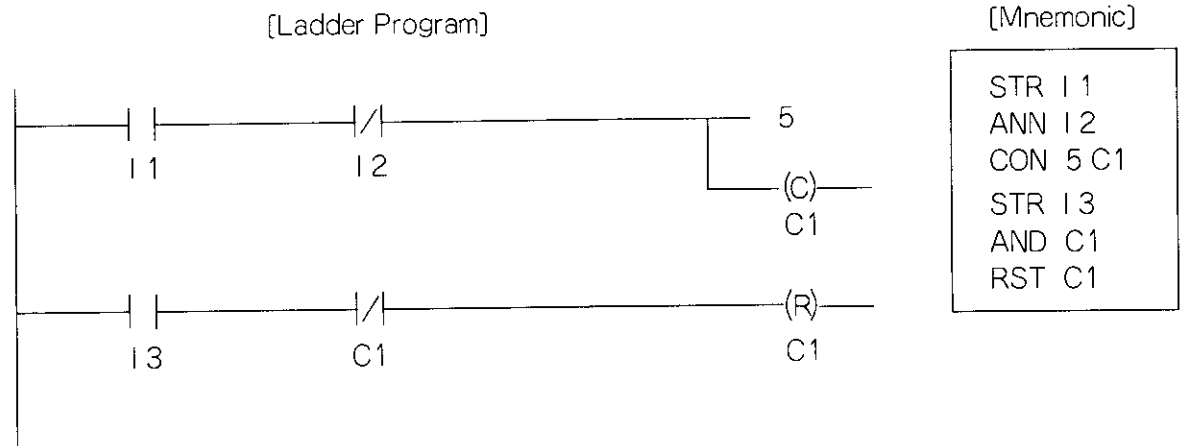 [Ladder Program]
[Mnemonic]
I1
I2
5
(C)
C1
I3
C1
(R)
C1
STR I1
ANN I2
CON 5 C1
STR I3
AND C1
RST C1